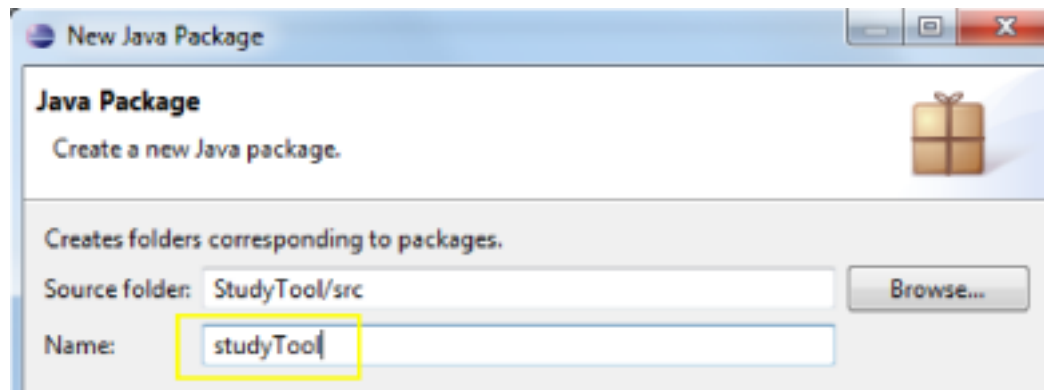 New Java Package
Java Package
Create a new Java package.
Creates folders corresponding to packages.
Source folder: StudyTool/src Browse...
Name: studyTool